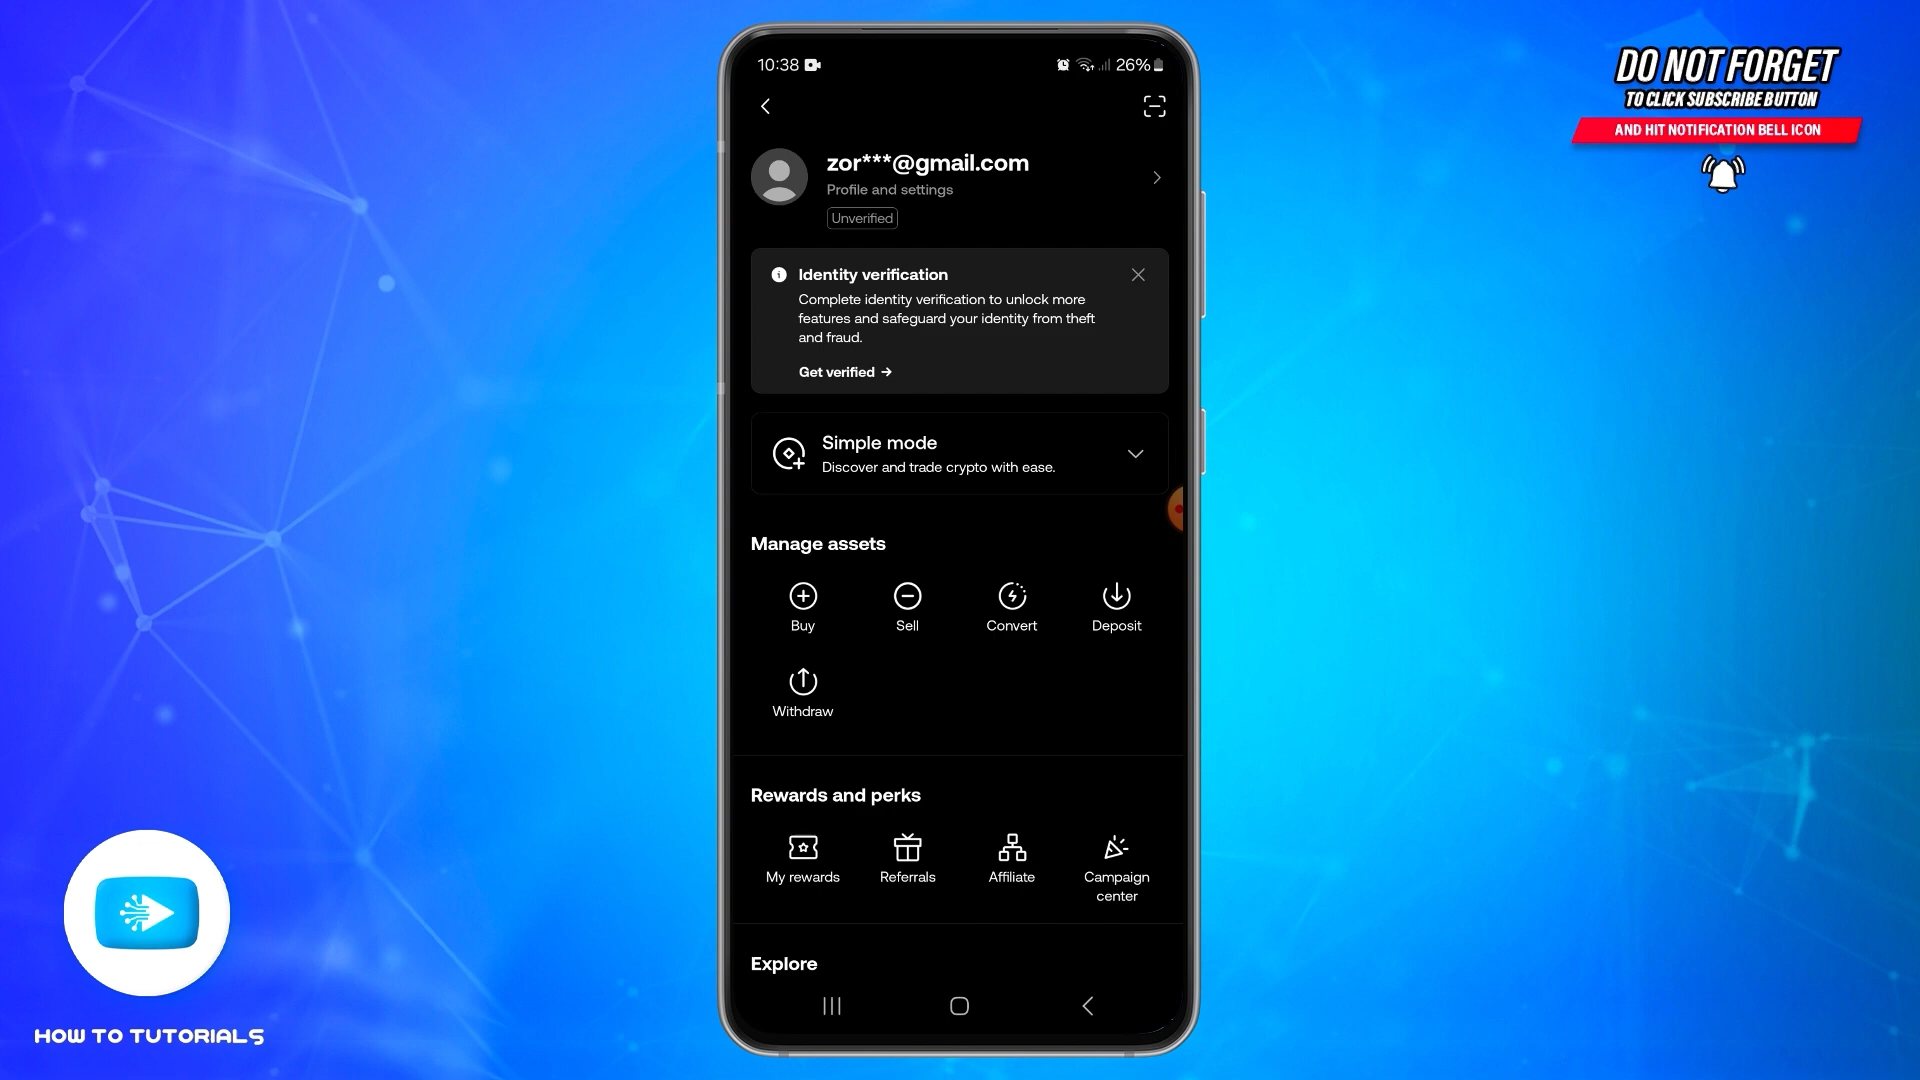 DO NOT FORGET
TO CLICK SUBSCRIBE BUTTON
AND HIT NOTIFICATION BELL ICON
10:38
26%
zor***@gmail.com
Profile and settings
Unverified
Identity verification
Complete identity verification to unlock more
features and safeguard your identity from theft
and fraud.
Get verified →
Simple mode
Discover and trade crypto with ease.
Manage assets
Buy Sell Convert Deposit
Withdraw
Rewards and perks
My rewards Referrals Affiliate Campaign
center
Explore
HOW TO TUTORIALS